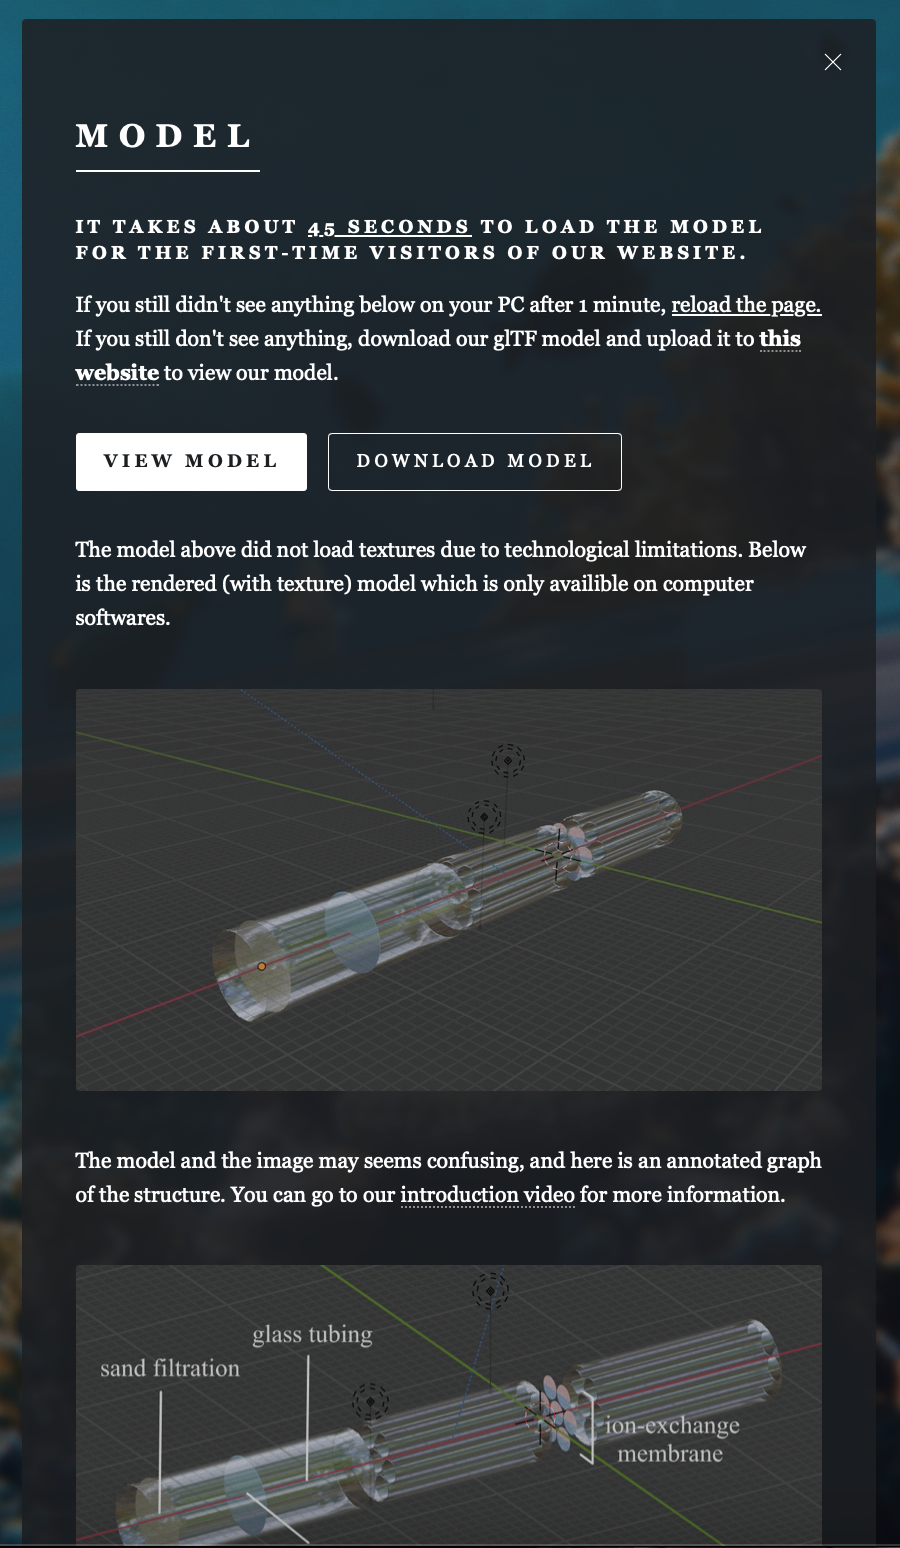 MODEL
IT TAKES ABOUT 45 SECONDS TO LOAD THE MODEL
FOR THE FIRST-TIME VISITORS OF OUR WEBSITE.
If you still didn't see anything below on your PC after 1 minute, reload the page.
If you still don't see anything, download our glTF model and upload it to this
website to view our model.
VIEW MODEL
DOWNLOAD MODEL
The model above did not load textures due to technological limitations. Below
is the rendered (with texture) model which is only availible on computer
softwares.
The model and the image may seems confusing, and here is an annotated graph
of the structure. You can go to our introduction video for more information.
glass tubing
sand filtration
ion-exchange
membrane